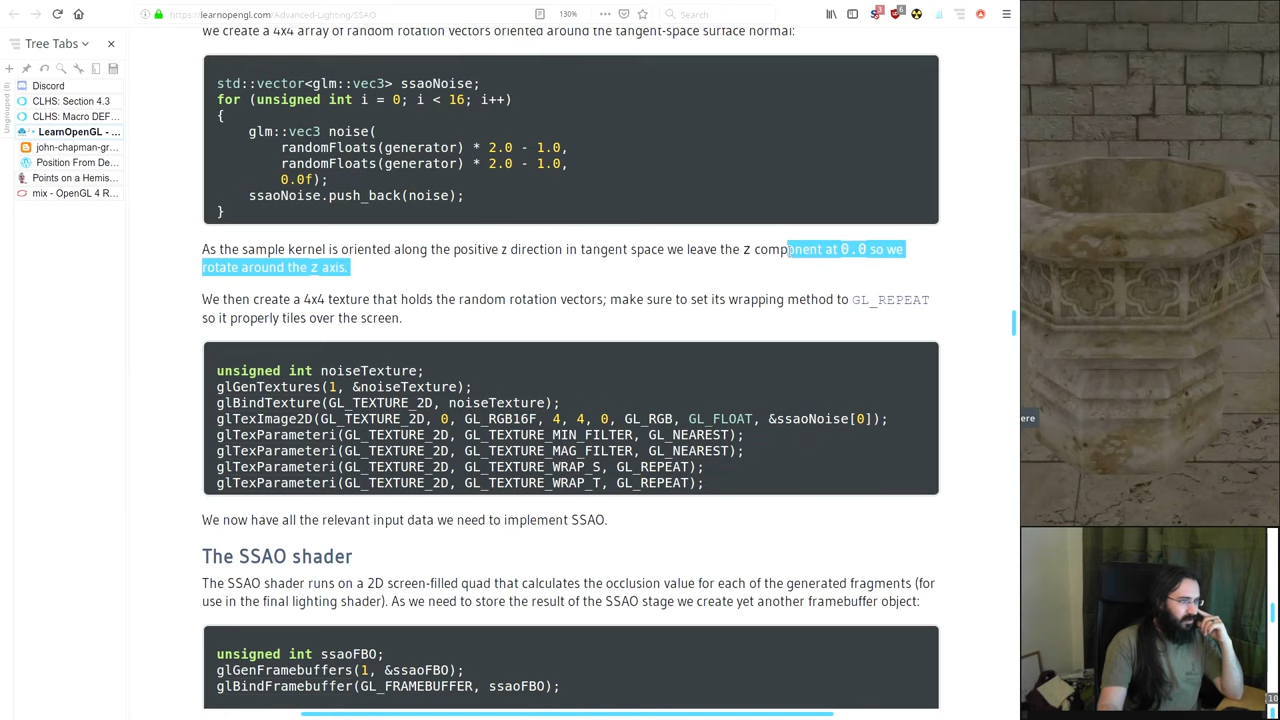 https://learnopengl.com/Advanced-Lighting/SSAO
130%
Search
3
6
Tree Tabs
Ungrouped (8)
Discord
CLHS: Section 4.3
CLHS: Macro DEF...
LearnOpenGL - ...
john-chapman-gr...
Position From De...
Points on a Hemis...
mix - OpenGL 4 R...
we create a 4x4 array of random rotation vectors oriented around the tangent-space surface normal:
std::vector<glm::vec3> ssaoNoise;
for (unsigned int i = 0; i < 16; i++)
{
glm::vec3 noise(
randomFloats(generator) * 2.0 - 1.0,
randomFloats(generator) * 2.0 - 1.0,
0.0f);
ssaoNoise.push_back(noise);
}
As the sample kernel is oriented along the positive z direction in tangent space we leave the z component at 0.0 so we
rotate around the z axis.
We then create a 4x4 texture that holds the random rotation vectors; make sure to set its wrapping method to GL_REPEAT
so it properly tiles over the screen.
unsigned int noiseTexture;
glGenTextures(1, &noiseTexture);
glBindTexture(GL_TEXTURE_2D, noiseTexture);
glTexImage2D(GL_TEXTURE_2D, 0, GL_RGB16F, 4, 4, 0, GL_RGB, GL_FLOAT, &ssaoNoise[0]);
glTexParameteri(GL_TEXTURE_2D, GL_TEXTURE_MIN_FILTER, GL_NEAREST);
glTexParameteri(GL_TEXTURE_2D, GL_TEXTURE_MAG_FILTER, GL_NEAREST);
glTexParameteri(GL_TEXTURE_2D, GL_TEXTURE_WRAP_S, GL_REPEAT);
glTexParameteri(GL_TEXTURE_2D, GL_TEXTURE_WRAP_T, GL_REPEAT);
ere
We now have all the relevant input data we need to implement SSAO.
The SSAO shader
The SSAO shader runs on a 2D screen-filled quad that calculates the occlusion value for each of the generated fragments (for
use in the final lighting shader). As we need to store the result of the SSAO stage we create yet another framebuffer object:
unsigned int ssaoFBO;
glGenFramebuffers(1, &ssaoFBO);
glBindFramebuffer(GL_FRAMEBUFFER, ssaoFBO);